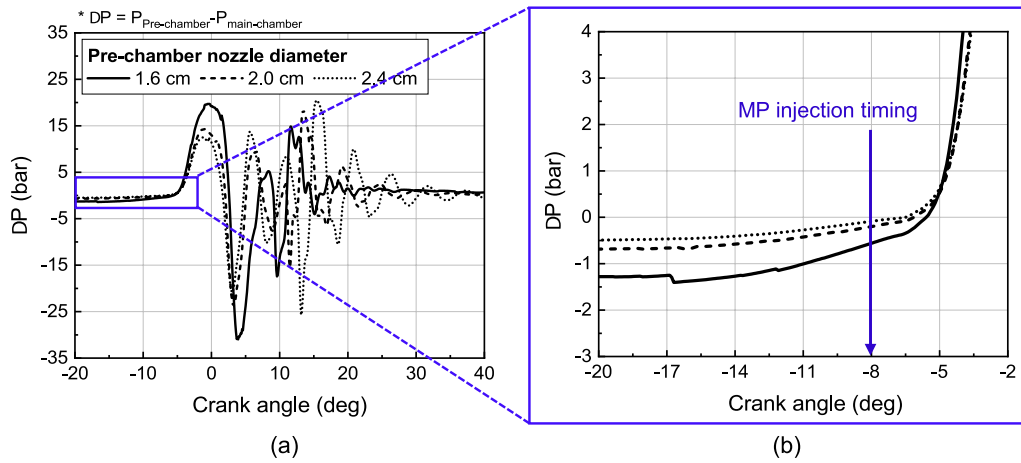 * DP = P_Pre-chamber-P_main-chamber
35
25
15
5
-5
-15
-25
-35
DP (bar)
Pre-chamber nozzle diameter
1.6 cm 2.0 cm 2.4 cm
-20 -10 0 10 20 30 40
Crank angle (deg)
(a)
4
3
2
1
0
-1
-2
-3
DP (bar)
MP injection timing
-20 -17 -14 -11 -8 -5 -2
Crank angle (deg)
(b)